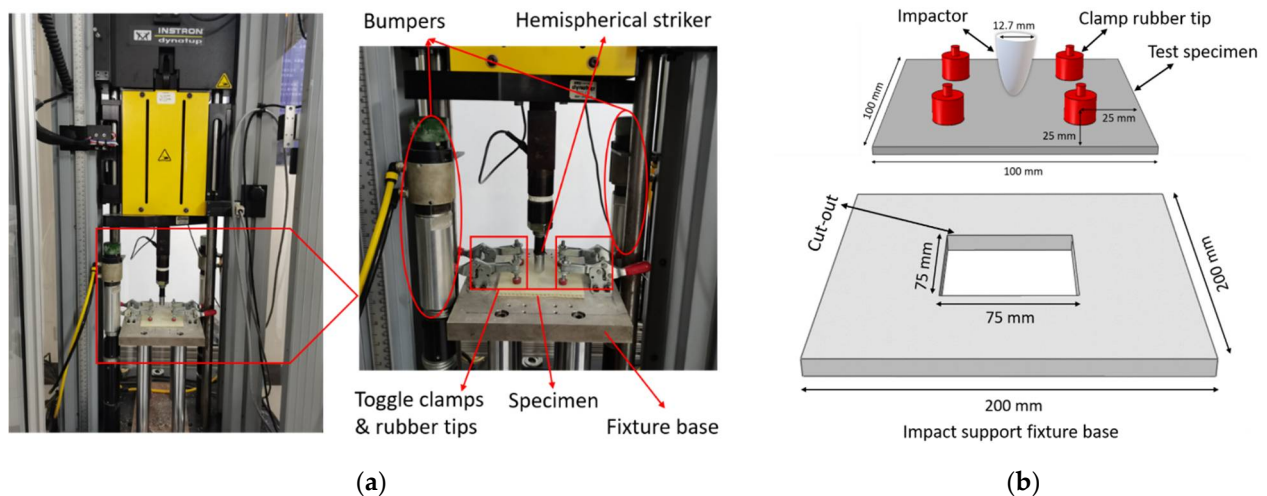 INSTRON
dynatup
Bumpers
Hemispherical striker
Toggle clamps
& rubber tips
Specimen
Fixture base
(a)
Impactor
12.7 mm
Clamp rubber tip
Test specimen
100 mm
25 mm
25 mm
100 mm
Cut-out
75 mm
75 mm
200 mm
200 mm
Impact support fixture base
(b)